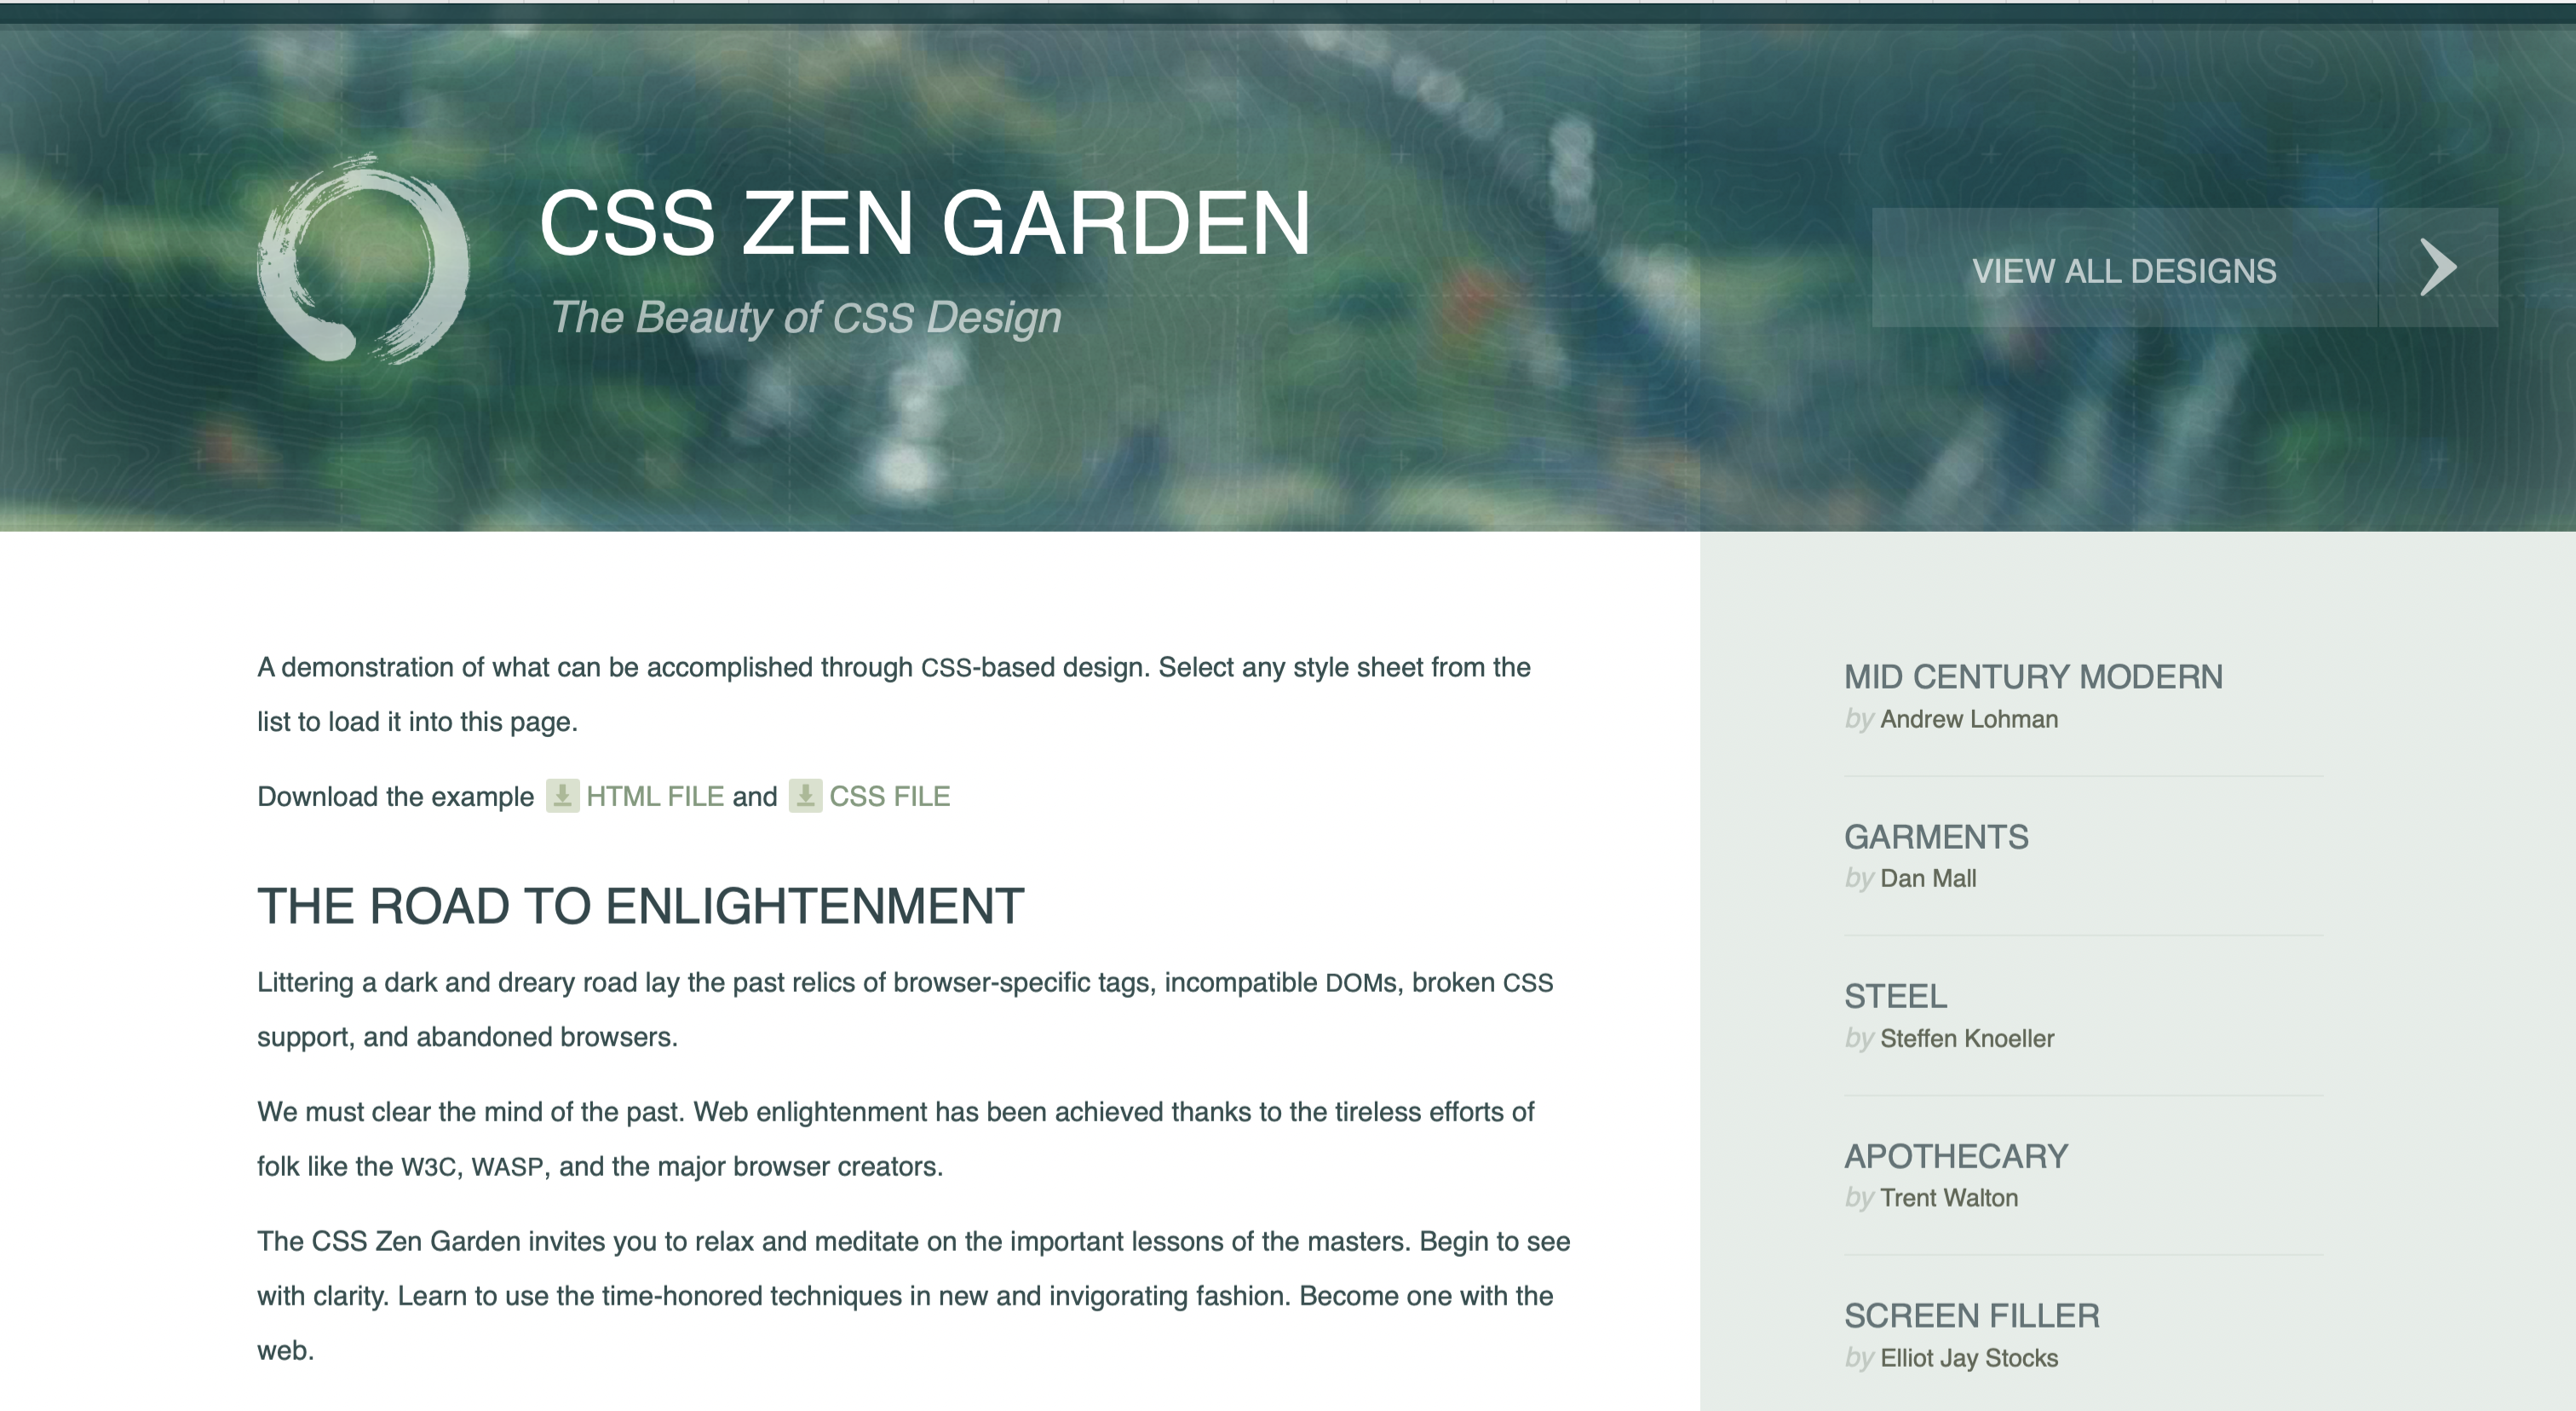 CSS ZEN GARDEN
The Beauty of CSS Design
VIEW ALL DESIGNS
A demonstration of what can be accomplished through CSS-based design. Select any style sheet from the
list to load it into this page.
Download the example HTML FILE and CSS FILE
THE ROAD TO ENLIGHTENMENT
Littering a dark and dreary road lay the past relics of browser-specific tags, incompatible DOMs, broken CSS
support, and abandoned browsers.
We must clear the mind of the past. Web enlightenment has been achieved thanks to the tireless efforts of
folk like the W3C, WASP, and the major browser creators.
The CSS Zen Garden invites you to relax and meditate on the important lessons of the masters. Begin to see
with clarity. Learn to use the time-honored techniques in new and invigorating fashion. Become one with the
web.
MID CENTURY MODERN
by Andrew Lohman
GARMENTS
by Dan Mall
STEEL
by Steffen Knoeller
APOTHECARY
by Trent Walton
SCREEN FILLER
by Elliot Jay Stocks